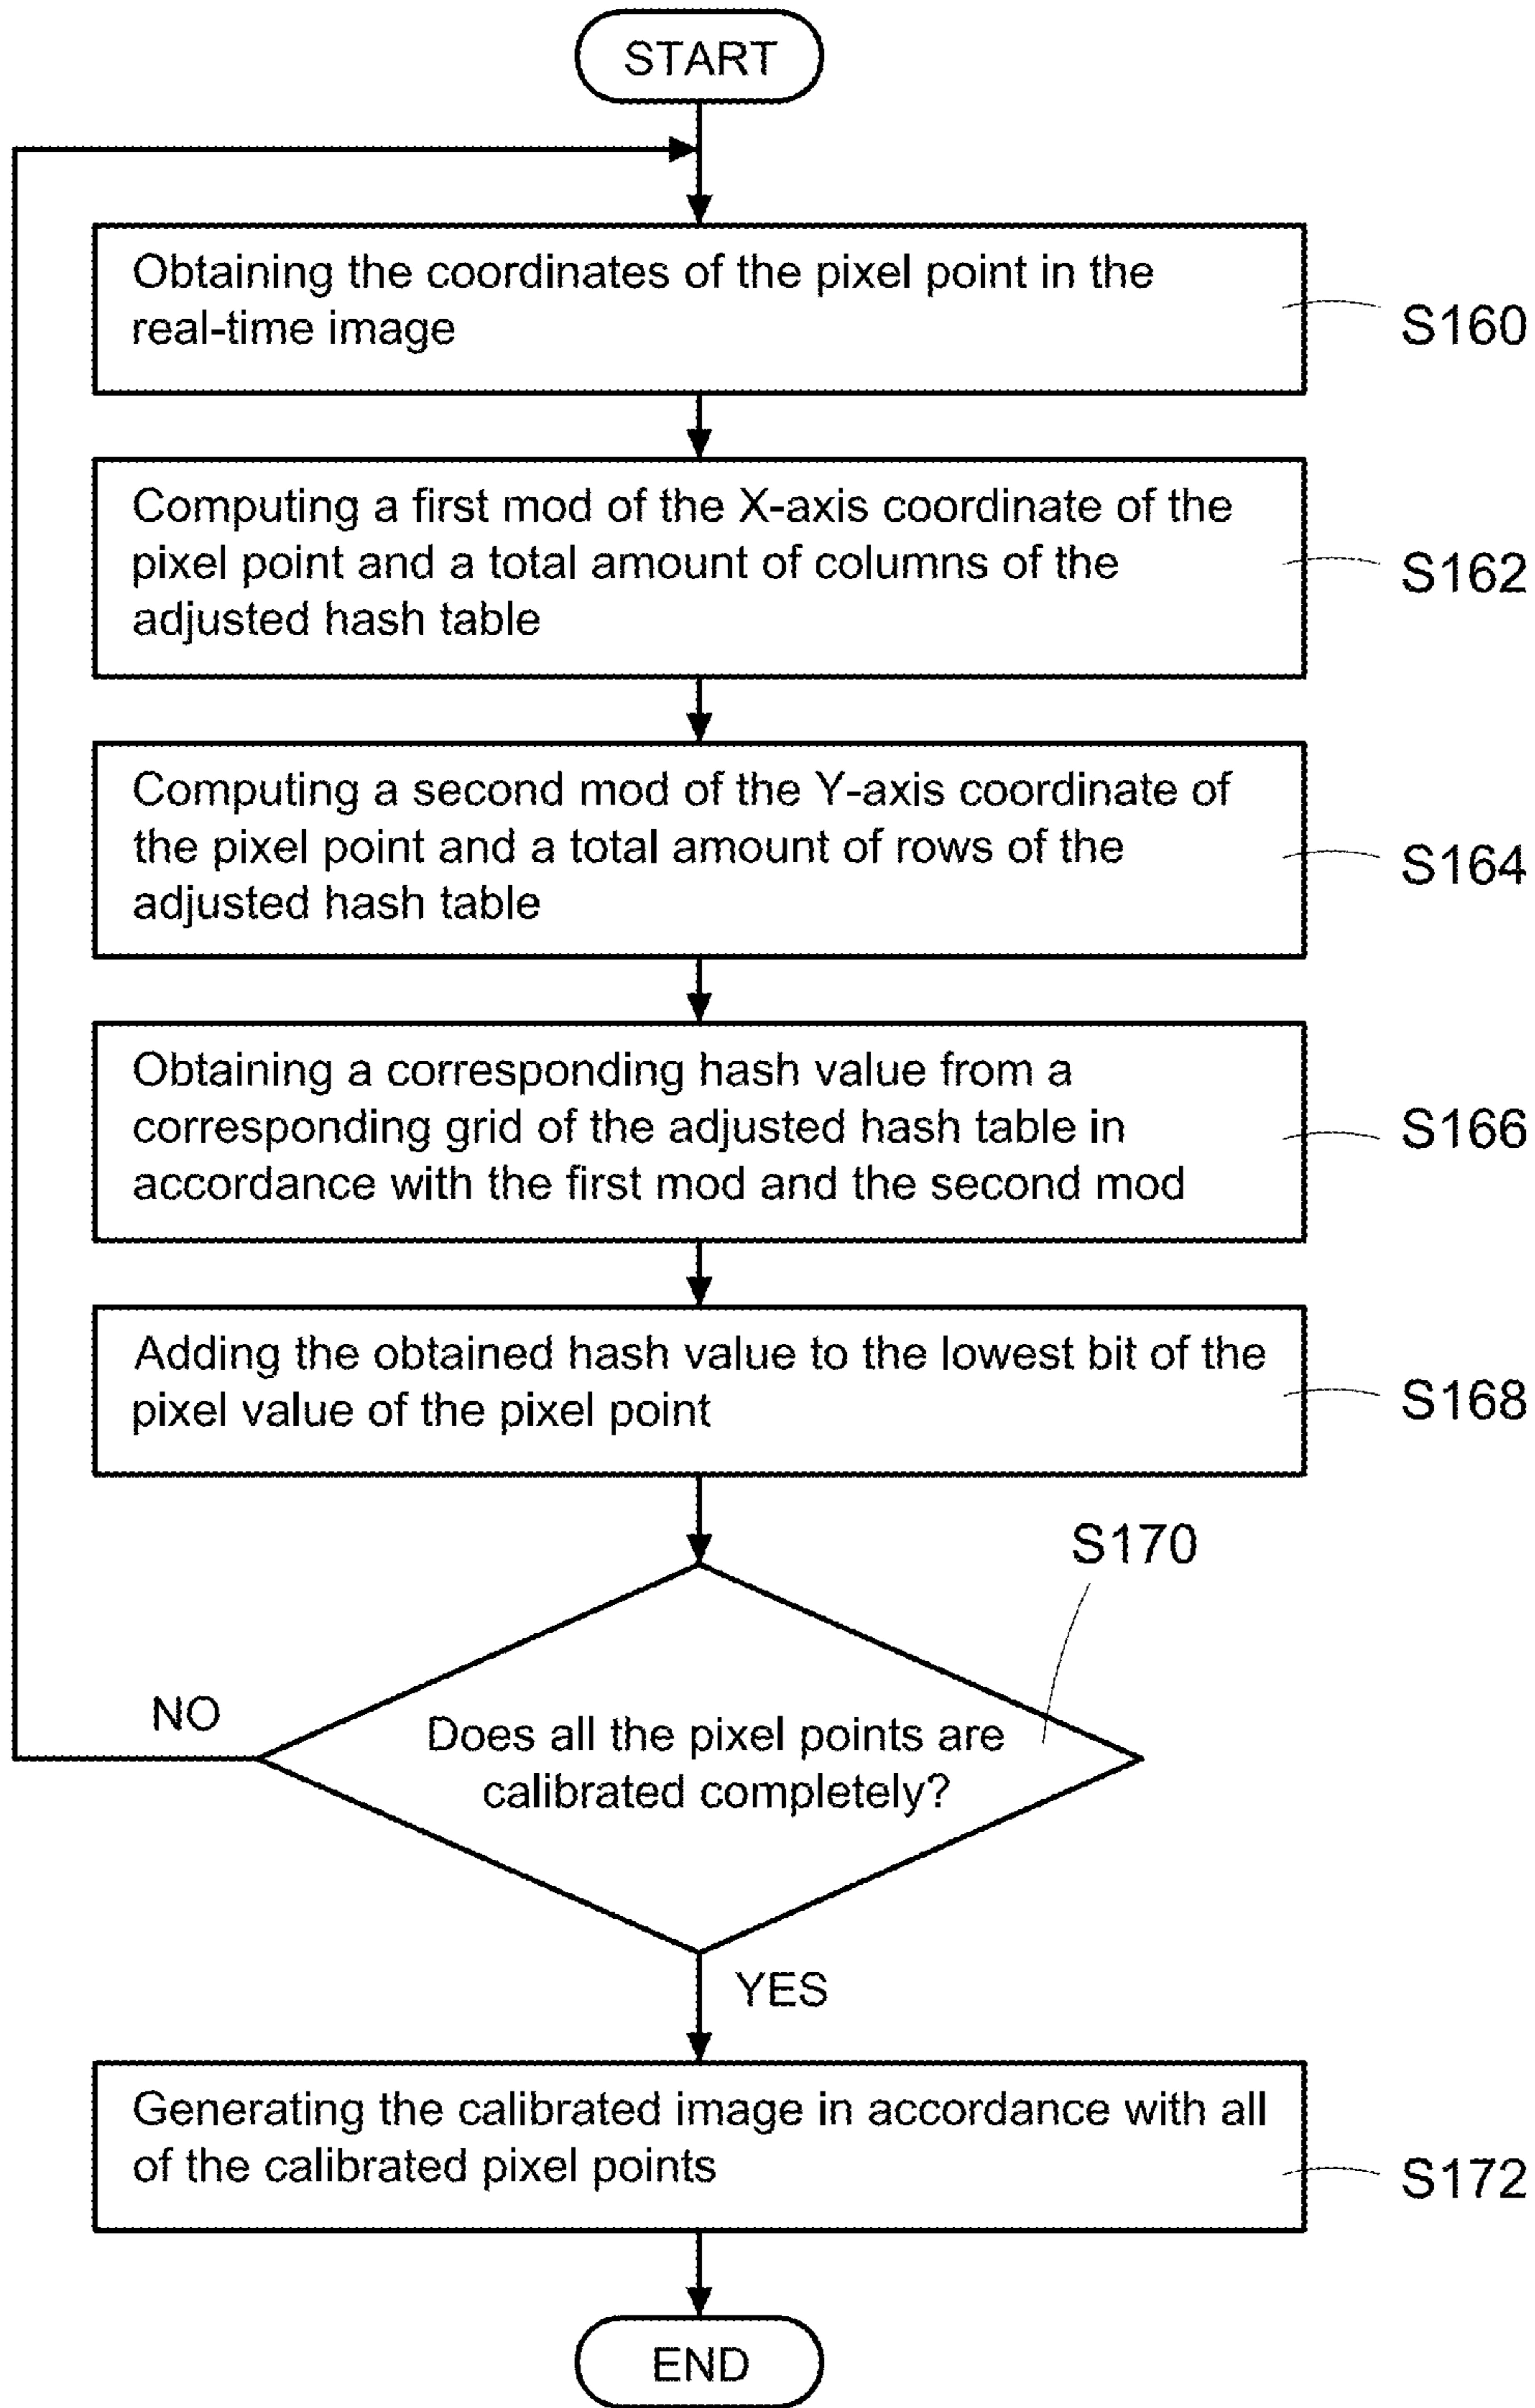 START
Obtaining the coordinates of the pixel point in the
real-time image
S160
Computing a first mod of the X-axis coordinate of the
pixel point and a total amount of columns of the
adjusted hash table
S162
Computing a second mod of the Y-axis coordinate of
the pixel point and a total amount of rows of the
adjusted hash table
S164
Obtaining a corresponding hash value from a
corresponding grid of the adjusted hash table in
accordance with the first mod and the second mod
S166
Adding the obtained hash value to the lowest bit of the
pixel value of the pixel point
S168
S170
NO
Does all the pixel points are
calibrated completely?
YES
Generating the calibrated image in accordance with all
of the calibrated pixel points
S172
END